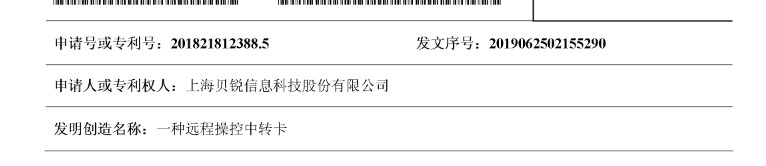 申请号或专利号：201821812388.5 发文序号：2019062502155290
申请人或专利权人：上海贝锐信息科技股份有限公司
发明创造名称：一种远程操控中转卡